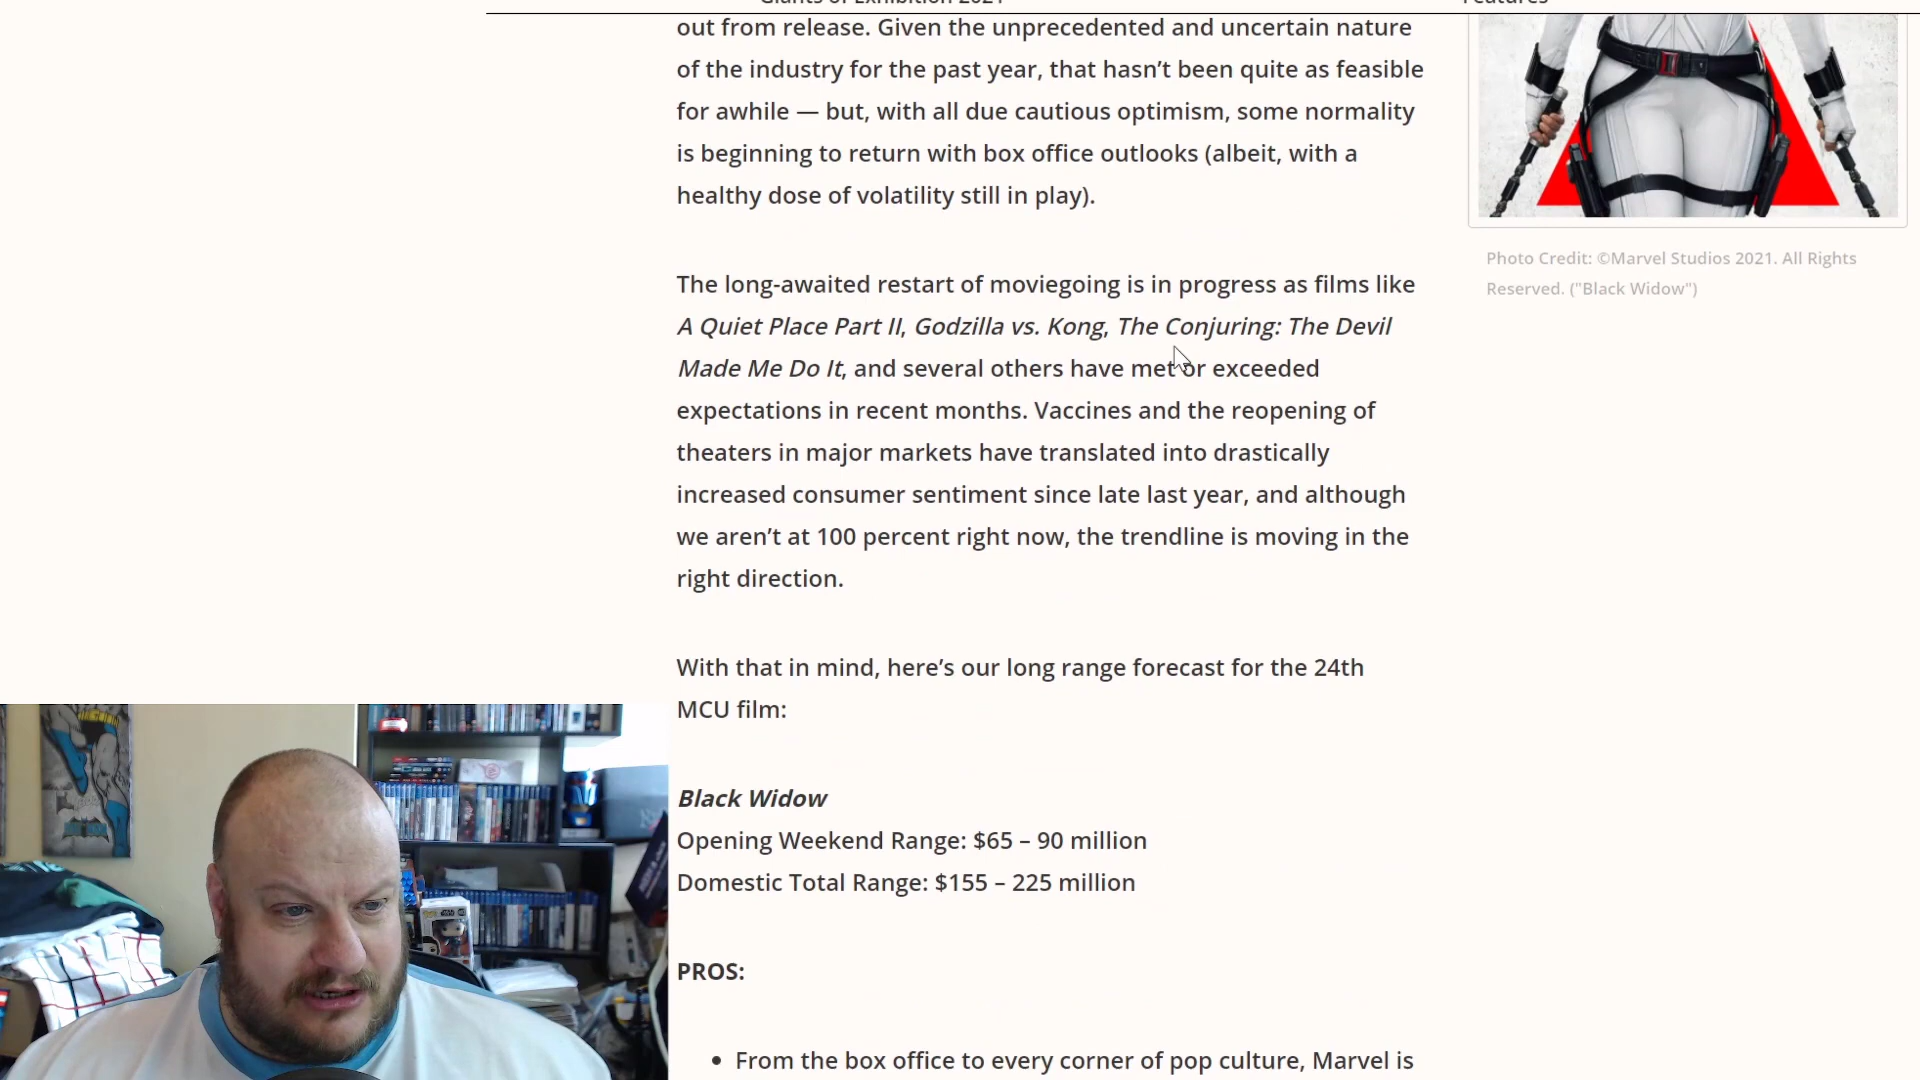 out from release. Given the unprecedented and uncertain nature
of the industry for the past year, that hasn’t been quite as feasible
for awhile — but, with all due cautious optimism, some normality
is beginning to return with box office outlooks (albeit, with a
healthy dose of volatility still in play).
The long-awaited restart of moviegoing is in progress as films like
A Quiet Place Part II, Godzilla vs. Kong, The Conjuring: The Devil
Made Me Do It, and several others have met or exceeded
expectations in recent months. Vaccines and the reopening of
theaters in major markets have translated into drastically
increased consumer sentiment since late last year, and although
we aren’t at 100 percent right now, the trendline is moving in the
right direction.
With that in mind, here’s our long range forecast for the 24th
MCU film:
Black Widow
Opening Weekend Range: $65 – 90 million
Domestic Total Range: $155 – 225 million
PROS:
• From the box office to every corner of pop culture, Marvel is
Photo Credit: ©Marvel Studios 2021. All Rights
Reserved. ("Black Widow")